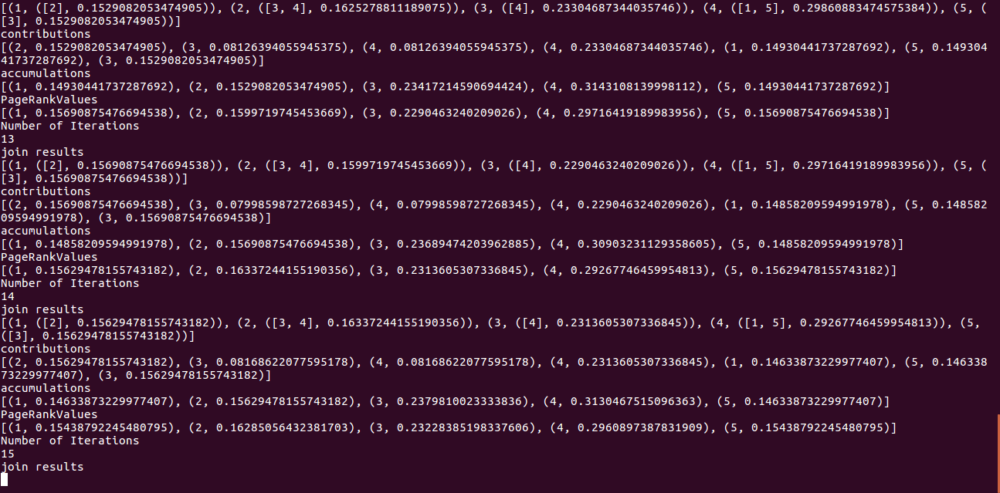 [(1, ([2], 0.1529082053474905)), (2, ([3, 4], 0.1625278811189075)), (3, ([4], 0.23304687344035746)), (4, ([1, 5], 0.29860883474575384)), (5, (
[3], 0.1529082053474905))]
contributions
[(2, 0.1529082053474905), (3, 0.08126394055945375), (4, 0.08126394055945375), (4, 0.23304687344035746), (1, 0.14930441737287692), (5, 0.149304
41737287692), (3, 0.1529082053474905)]
accumulations
[(1, 0.14930441737287692), (2, 0.1529082053474905), (3, 0.23417214590694424), (4, 0.3143108139998112), (5, 0.14930441737287692)]
PageRankValues
[(1, 0.15690875476694538), (2, 0.1599719745453669), (3, 0.2290463240209026), (4, 0.29716419189983956), (5, 0.15690875476694538)]
Number of Iterations
13
join results
[(1, ([2], 0.15690875476694538)), (2, ([3, 4], 0.1599719745453669)), (3, ([4], 0.2290463240209026)), (4, ([1, 5], 0.29716419189983956)), (5, (
[3], 0.15690875476694538))]
contributions
[(2, 0.15690875476694538), (3, 0.07998598727268345), (4, 0.07998598727268345), (4, 0.2290463240209026), (1, 0.14858209594991978), (5, 0.14858
209594991978), (3, 0.15690875476694538)]
accumulations
[(1, 0.14858209594991978), (2, 0.15690875476694538), (3, 0.23689474203962885), (4, 0.30903231129358605), (5, 0.14858209594991978)]
PageRankValues
[(1, 0.15629478155743182), (2, 0.16337244155190356), (3, 0.2313605307336845), (4, 0.29267746459954813), (5, 0.15629478155743182)]
Number of Iterations
14
join results
[(1, ([2], 0.15629478155743182)), (2, ([3, 4], 0.16337244155190356)), (3, ([4], 0.2313605307336845)), (4, ([1, 5], 0.29267746459954813)), (5, 
([3], 0.15629478155743182))]
contributions
[(2, 0.15629478155743182), (3, 0.08168622077595178), (4, 0.08168622077595178), (4, 0.2313605307336845), (1, 0.14633873229977407), (5, 0.146338
73229977407), (3, 0.15629478155743182)]
accumulations
[(1, 0.14633873229977407), (2, 0.15629478155743182), (3, 0.2379810023333836), (4, 0.3130467515096363), (5, 0.14633873229977407)]
PageRankValues
[(1, 0.15438792245480795), (2, 0.16285056432381703), (3, 0.23228385198337606), (4, 0.2960897387831909), (5, 0.15438792245480795)]
Number of Iterations
15
join results